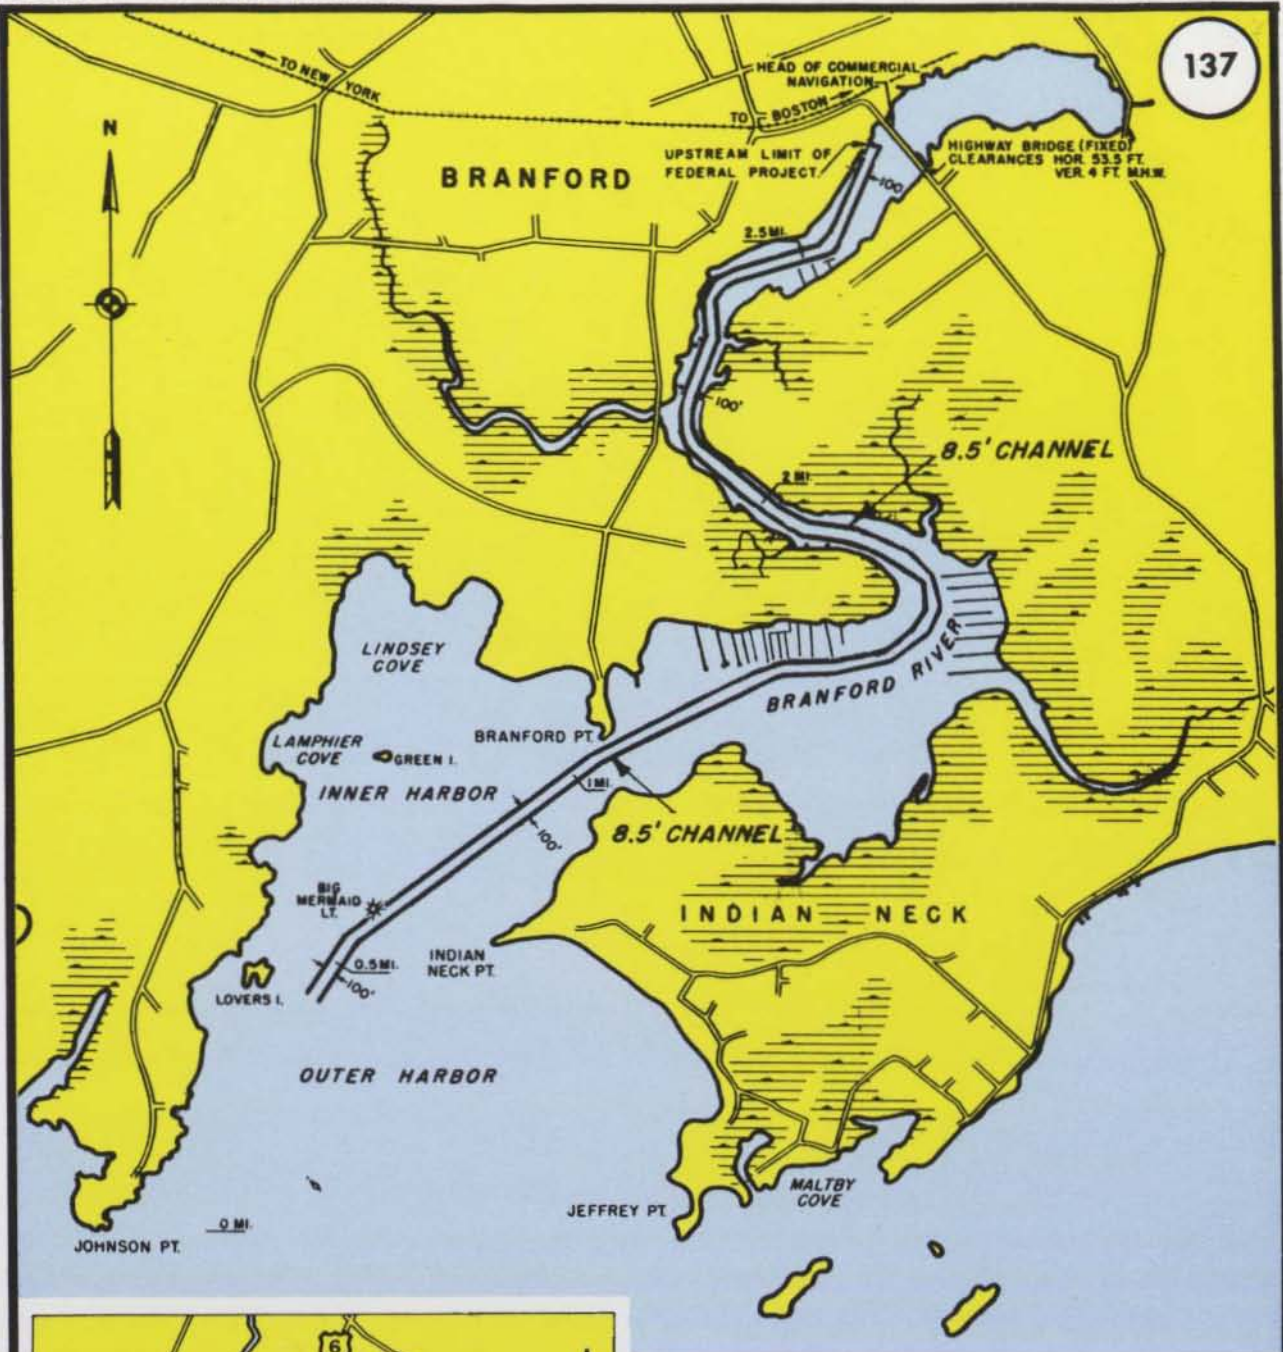 137
HEAD OF COMMERCIAL
NAVIGATION
TO NEW YORK
TO BOSTON
N
BRANFORD
UPSTREAM LIMIT OF
FEDERAL PROJECT.
HIGHWAY BRIDGE (FIXED)
CLEARANCES HOR. 53.5 FT.
VER. 4 FT. M.H.W.
100
2.5 MI.
100'
8.5' CHANNEL
2 MI.
LINDSEY
COVE
BRANFORD RIVER
BRANFORD PT.
LAMPHIER
COVE
GREEN I.
INNER HARBOR
1 MI.
100'
8.5' CHANNEL
BIG
MERMAID
LT.
INDIAN NECK
INDIAN
NECK PT.
0.5 MI.
100'
LOVERS I.
OUTER HARBOR
MALTBY
COVE
JEFFREY PT.
0 MI.
JOHNSON PT.
6